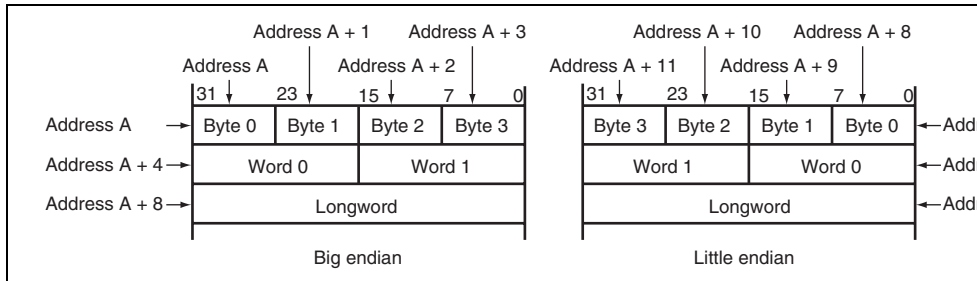 Address A + 1 Address A + 3 Address A + 10 Address A + 8
Address A Address A + 2 Address A + 11 Address A + 9
31 23 15 7 0 31 23 15 7 0
Address A Byte 0 Byte 1 Byte 2 Byte 3 Byte 3 Byte 2 Byte 1 Byte 0
Address A + 4 Word 0 Word 1 Word 1 Word 0
Address A + 8 Longword Longword
Big endian Little endian